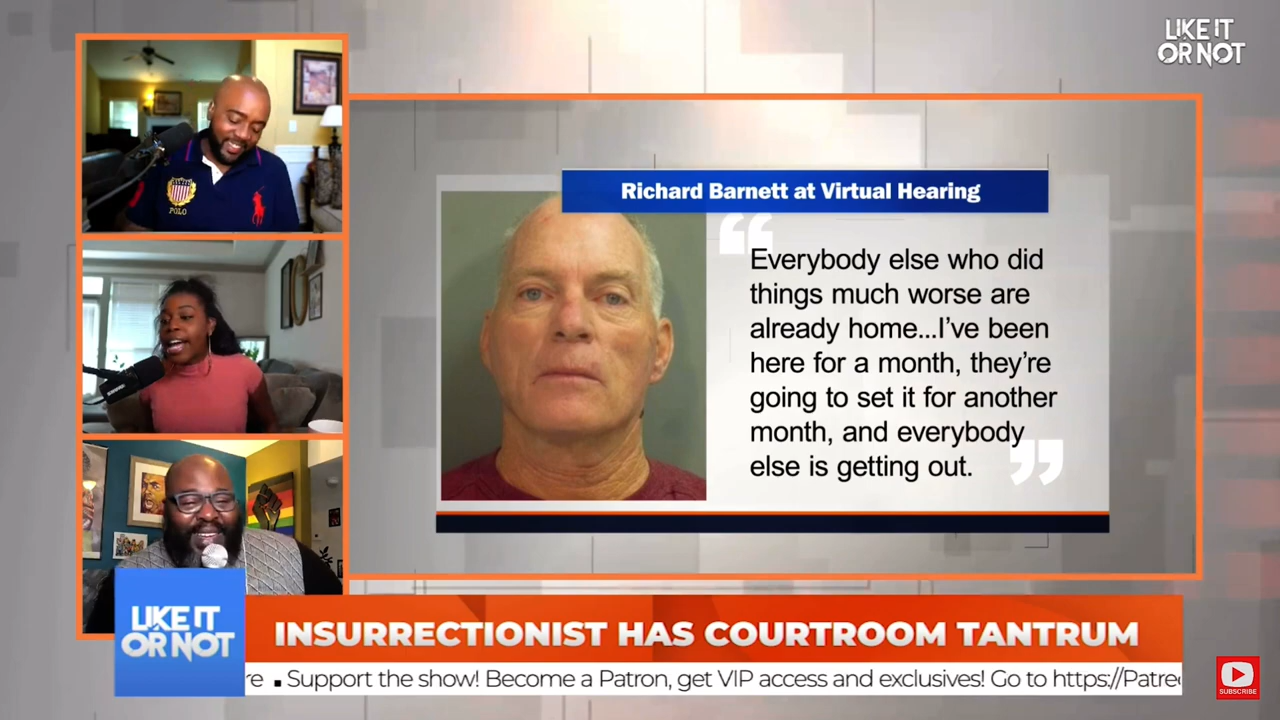 LIKE IT
OR NOT
Richard Barnett at Virtual Hearing
“
Everybody else who did
things much worse are
already home...I’ve been
here for a month, they’re
going to set it for another
month, and everybody
else is getting out.
”
POLO
LIKE IT
OR NOT
INSURRECTIONIST HAS COURTROOM TANTRUM
re ■ Support the show! Become a Patron, get VIP access and exclusives! Go to https://Patre
SUBSCRIBE